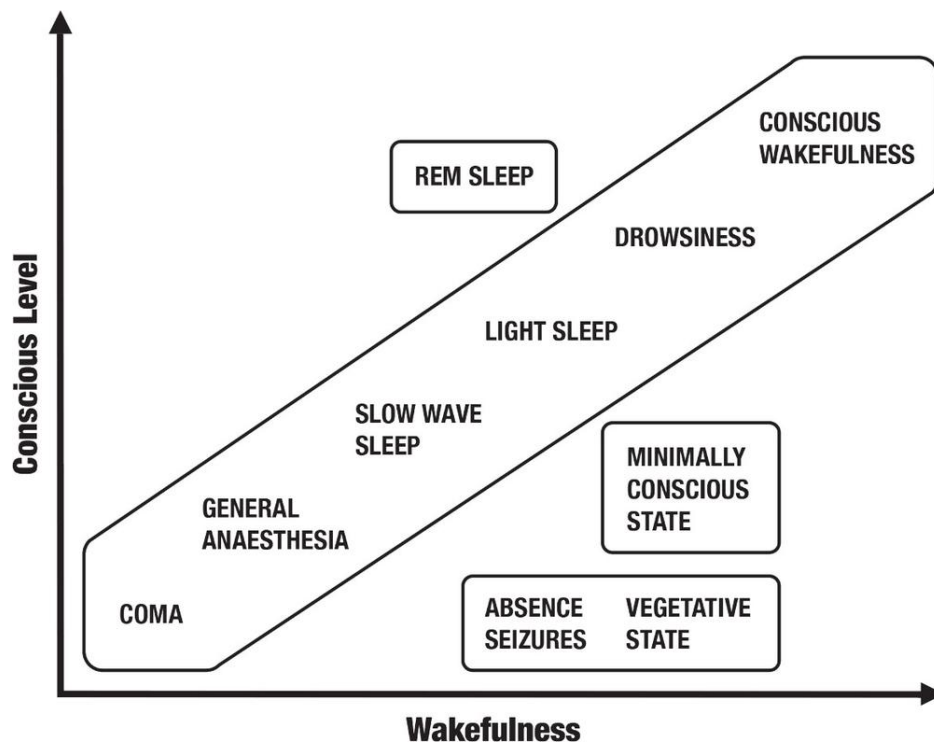 CONSCIOUS
WAKEFULNESS
REM SLEEP
DROWSINESS
LIGHT SLEEP
SLOW WAVE
SLEEP
MINIMALLY
CONSCIOUS
STATE
GENERAL
ANAESTHESIA
COMA
ABSENCE
SEIZURES
VEGETATIVE
STATE
Conscious Level
Wakefulness